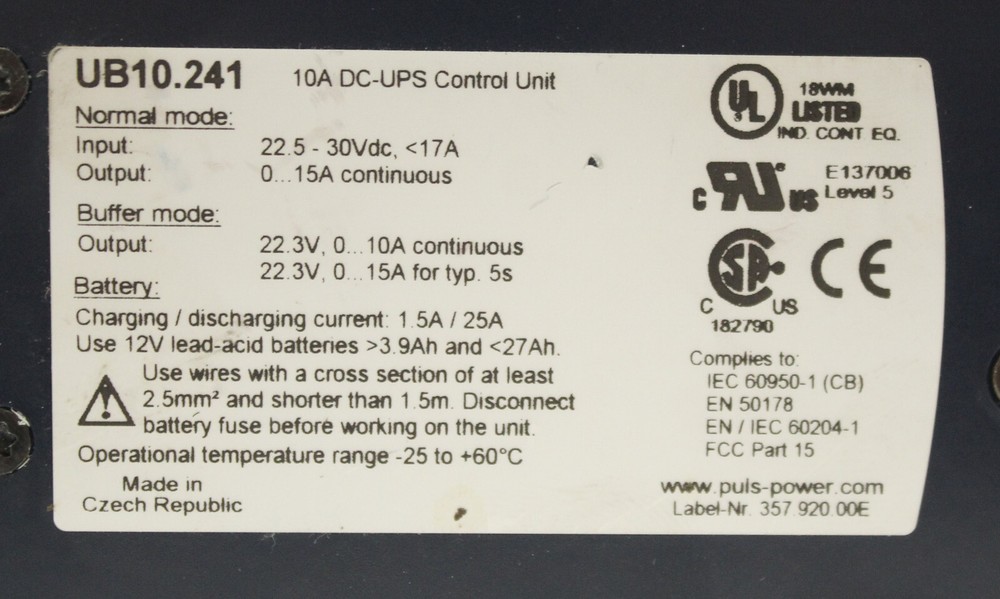 UB10.241 10A DC-UPS Control Unit
Normal mode:
Input: 22.5 - 30Vdc, <17A
Output: 0...15A continuous
Buffer mode:
Output: 22.3V, 0...10A continuous
22.3V, 0...15A for typ. 5s
Battery:
Charging / discharging current: 1.5A / 25A
Use 12V lead-acid batteries >3.9Ah and <27Ah.
Use wires with a cross section of at least
2.5mm² and shorter than 1.5m. Disconnect
battery fuse before working on the unit.
Operational temperature range -25 to +60°C
Made in
Czech Republic
UL
18WM
LISTED
IND. CONT EQ.
C RU US
E137006
Level 5
C SA US
182790
CE
Complies to:
IEC 60950-1 (CB)
EN 50178
EN / IEC 60204-1
FCC Part 15
www.puls-power.com
Label-Nr. 357.920.00E